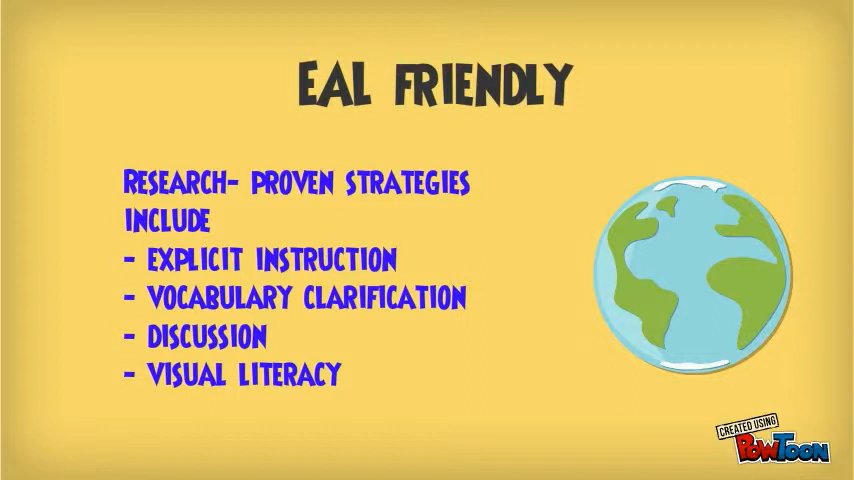 EAL FRIENDLY
RESEARCH- PROVEN STRATEGIES
INCLUDE
- EXPLICIT INSTRUCTION
- VOCABULARY CLARIFICATION
- DISCUSSION
- VISUAL LITERACY
CREATED USING
POWTOON